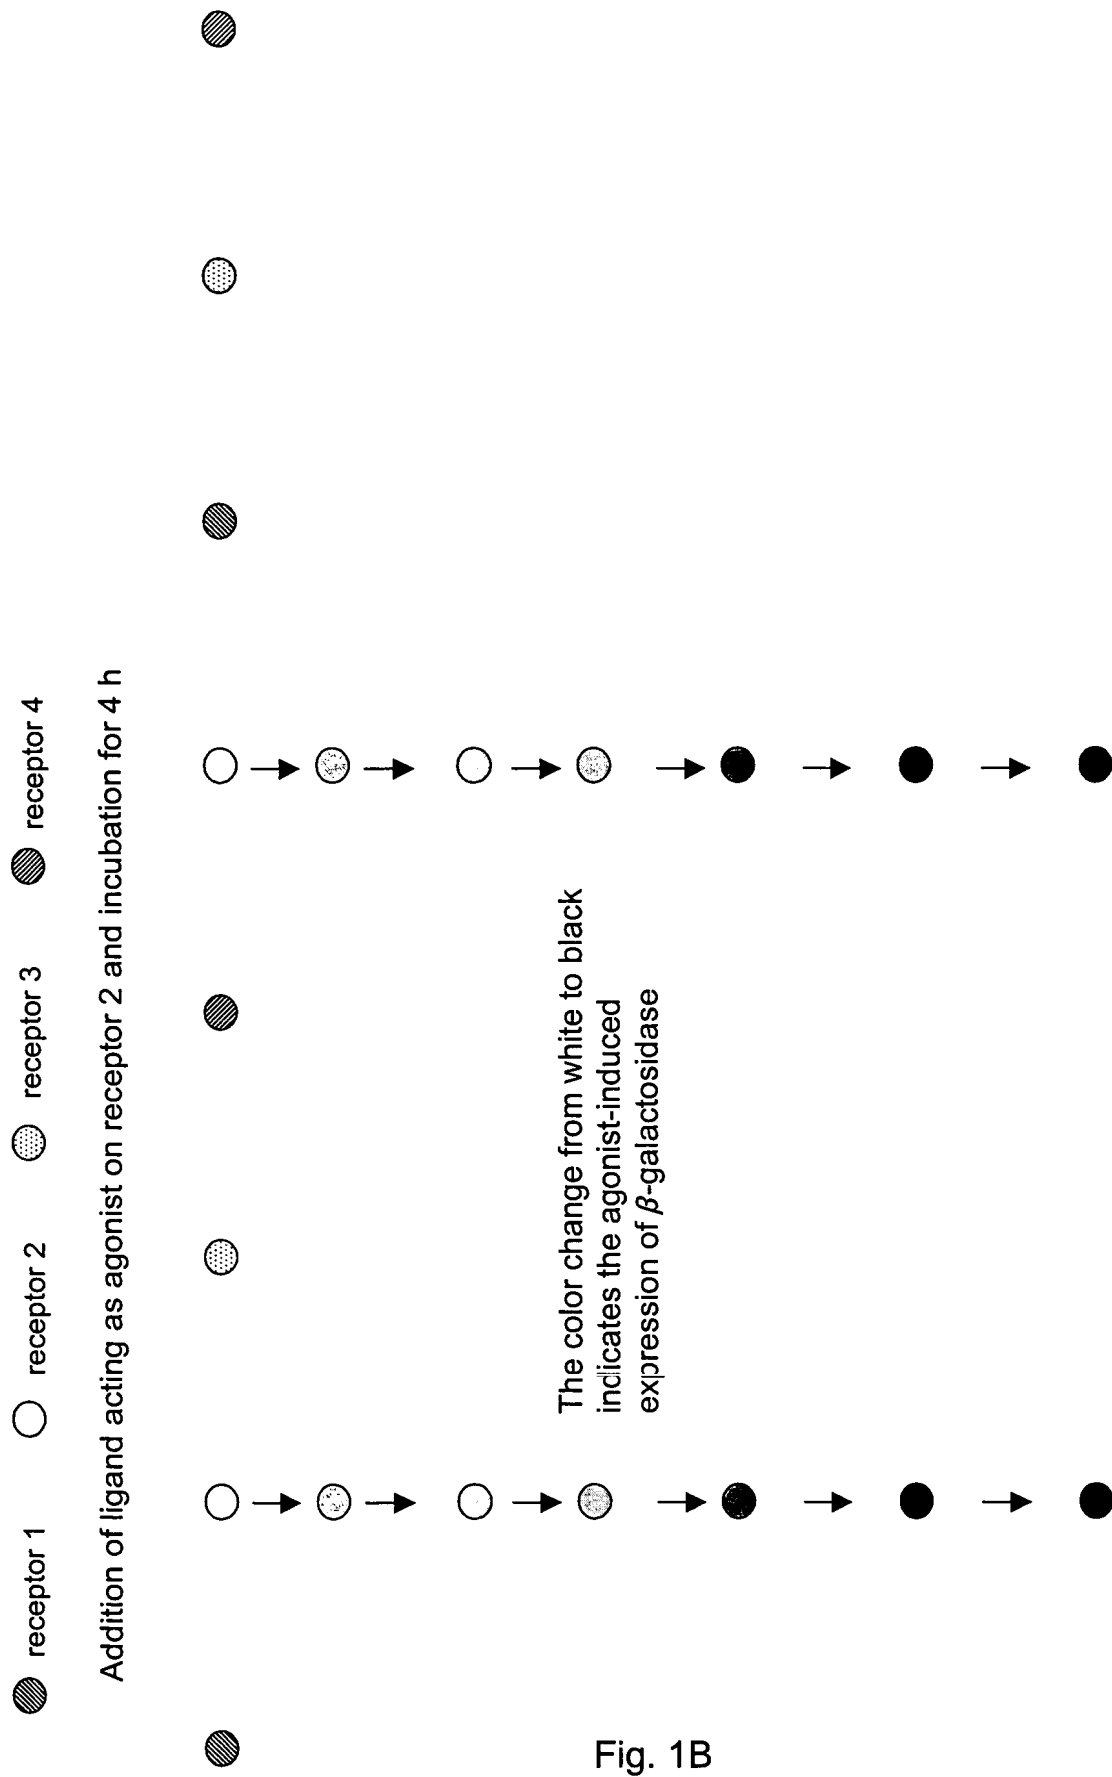 receptor 1 receptor 2 receptor 3 receptor 4
Addition of ligand acting as agonist on receptor 2 and incubation for 4 h
The color change from white to black
indicates the agonist-induced
expression of β-galactosidase
Fig. 1B